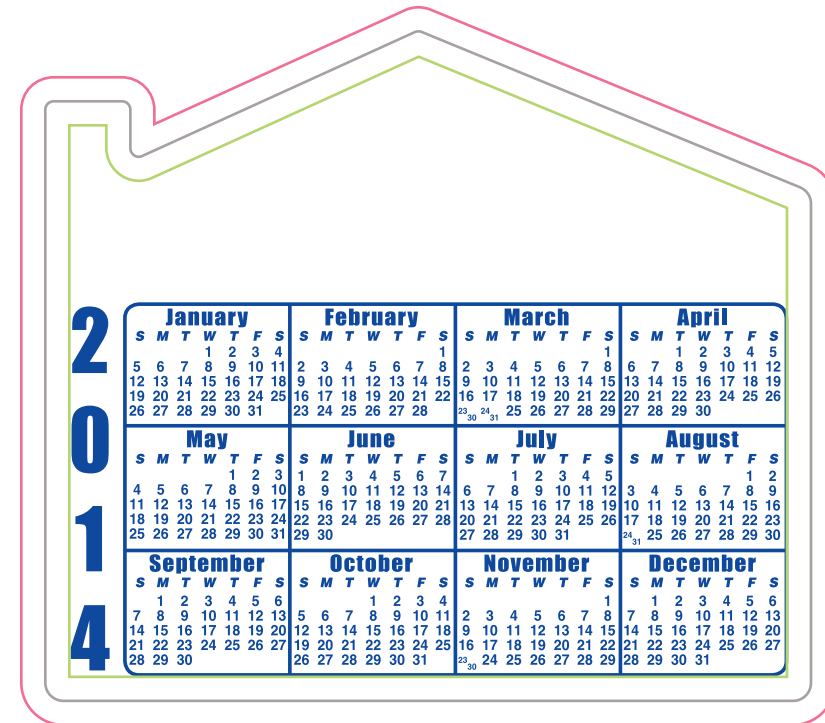 2014
January
S M T W T F S
1 2 3 4
5 6 7 8 9 10 11
12 13 14 15 16 17 18
19 20 21 22 23 24 25
26 27 28 29 30 31
February
S M T W T F S
1
2 3 4 5 6 7 8
9 10 11 12 13 14 15
16 17 18 19 20 21 22
23 24 25 26 27 28
March
S M T W T F S
1
2 3 4 5 6 7 8
9 10 11 12 13 14 15
16 17 18 19 20 21 22
23 30 24 31 25 26 27 28 29
April
S M T W T F S
1 2 3 4 5
6 7 8 9 10 11 12
13 14 15 16 17 18 19
20 21 22 23 24 25 26
27 28 29 30
May
S M T W T F S
1 2 3
4 5 6 7 8 9 10
11 12 13 14 15 16 17
18 19 20 21 22 23 24
25 26 27 28 29 30 31
June
S M T W T F S
1 2 3 4 5 6 7
8 9 10 11 12 13 14
15 16 17 18 19 20 21
22 23 24 25 26 27 28
29 30
July
S M T W T F S
1 2 3 4 5
6 7 8 9 10 11 12
13 14 15 16 17 18 19
20 21 22 23 24 25 26
27 28 29 30 31
August
S M T W T F S
1 2
3 4 5 6 7 8 9
10 11 12 13 14 15 16
17 18 19 20 21 22 23
24 31 25 26 27 28 29 30
September
S M T W T F S
1 2 3 4 5 6
7 8 9 10 11 12 13
14 15 16 17 18 19 20
21 22 23 24 25 26 27
28 29 30
October
S M T W T F S
1 2 3 4
5 6 7 8 9 10 11
12 13 14 15 16 17 18
19 20 21 22 23 24 25
26 27 28 29 30 31
November
S M T W T F S
1
2 3 4 5 6 7 8
9 10 11 12 13 14 15
16 17 18 19 20 21 22
23 30 24 25 26 27 28 29
December
S M T W T F S
1 2 3 4 5 6
7 8 9 10 11 12 13
14 15 16 17 18 19 20
21 22 23 24 25 26 27
28 29 30 31